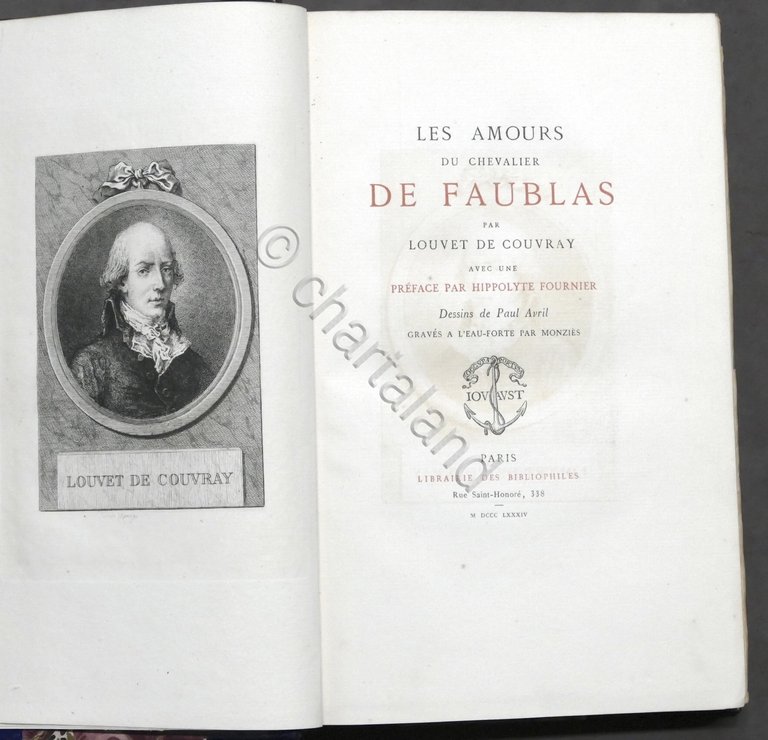 LOUVET DE COUVRAY
LES AMOURS
DU CHEVALIER
DE FAUBLAS
PAR
LOUVET DE COUVRAY
AVEC UNE
PRÉFACE PAR HIPPOLYTE FOURNIER
Dessins de Paul Avril
GRAVÉS A L'EAU-FORTE PAR MONZIÈS
IOUAUST
PARIS
LIBRAIRIE DES BIBLIOPHILES
Rue Saint-Honoré, 338
M DCCC LXXXIV
© chartaland